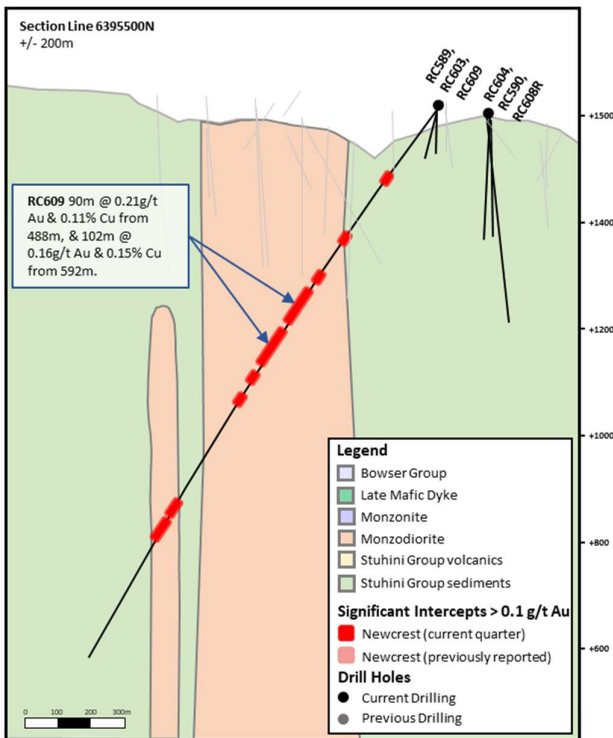 Section Line 6395500N
+/- 200m
RC589,
RC603,
RC609
RC604,
RC590,
RC608R
+1500
+1400
+1200
+1000
+800
+600
RC609 90m @ 0.21g/t
Au & 0.11% Cu from
488m, & 102m @
0.16g/t Au & 0.15% Cu
from 592m.
Legend
Bowser Group
Late Mafic Dyke
Monzonite
Monzodiorite
Stuhini Group volcanics
Stuhini Group sediments
Significant Intercepts > 0.1 g/t Au
Newcrest (current quarter)
Newcrest (previously reported)
Drill Holes
Current Drilling
Previous Drilling
0 100 200 300m